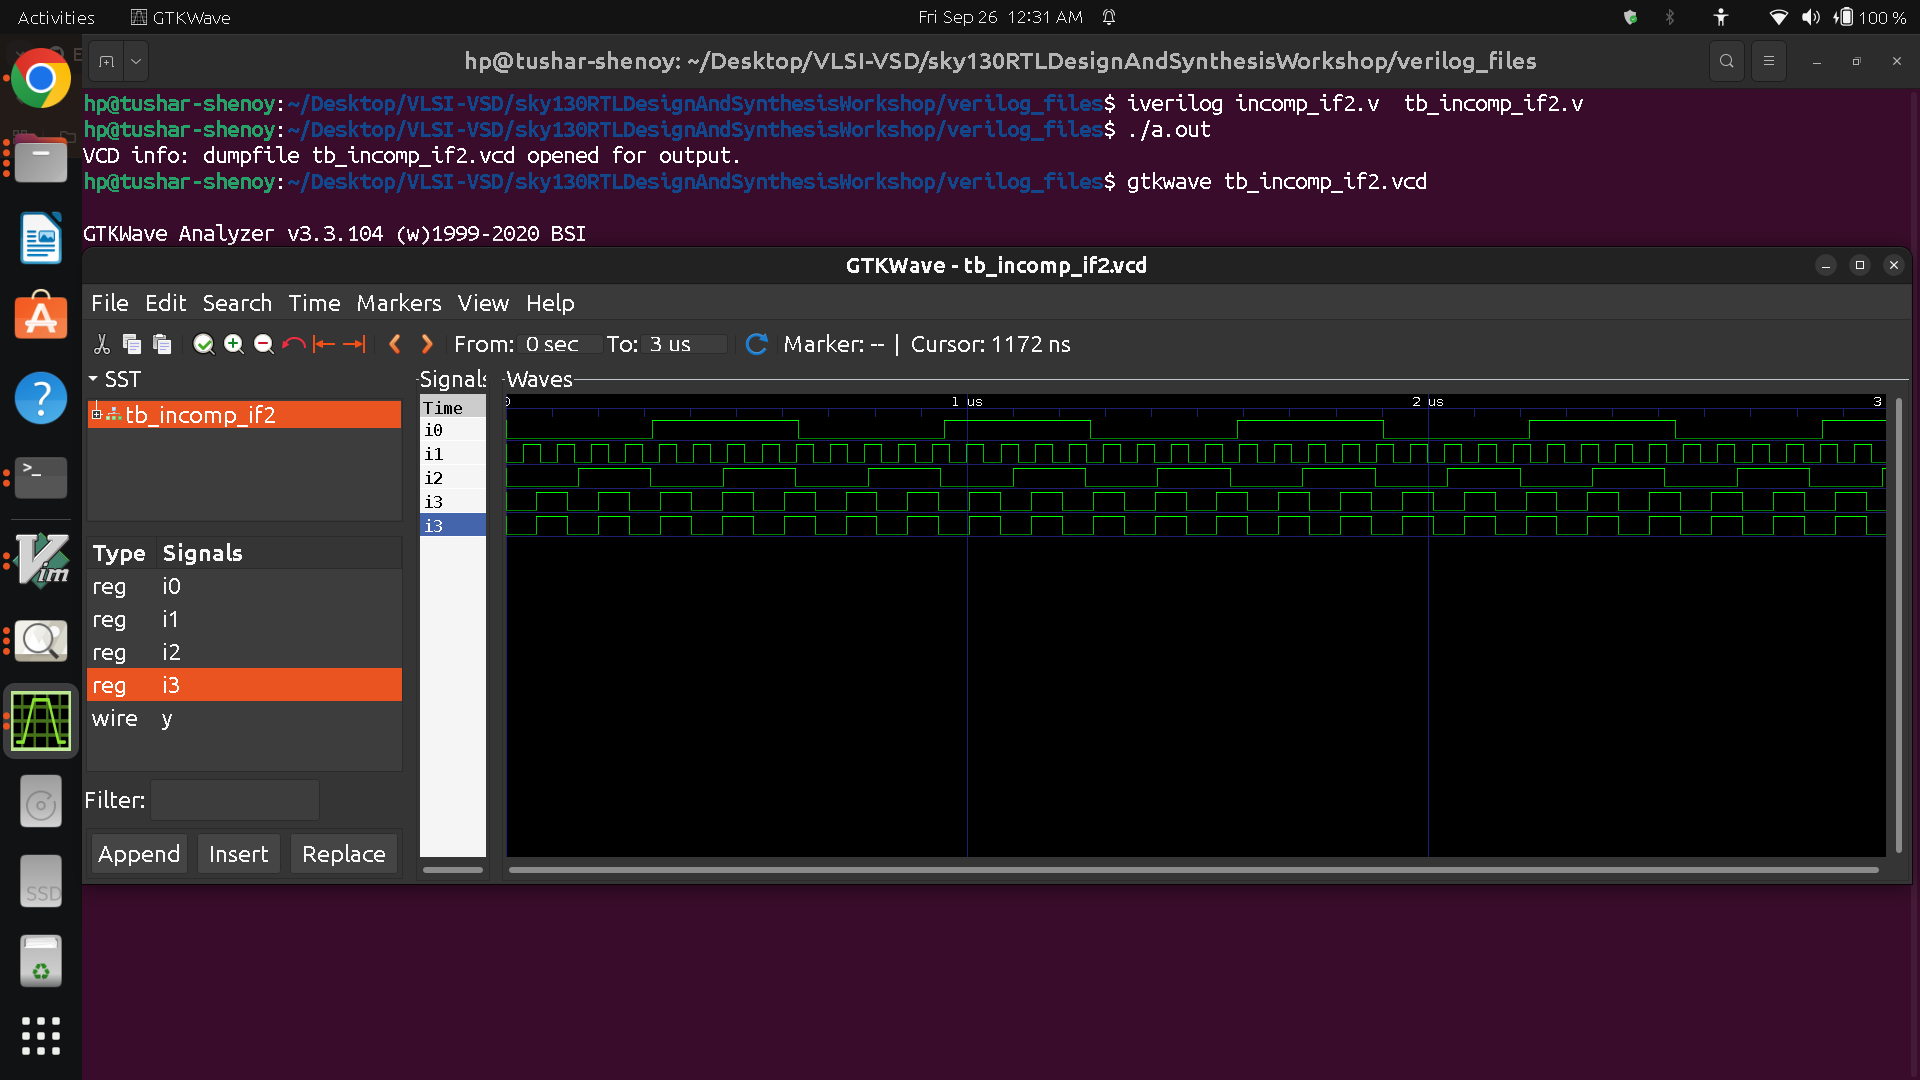 Activities GTKWave Fri Sep 26 12:31 AM 100 %
hp@tushar-shenoy: ~/Desktop/VLSI-VSD/sky130RTLDesignAndSynthesisWorkshop/verilog_files
hp@tushar-shenoy:~/Desktop/VLSI-VSD/sky130RTLDesignAndSynthesisWorkshop/verilog_files$ iverilog incomp_if2.v  tb_incomp_if2.v
hp@tushar-shenoy:~/Desktop/VLSI-VSD/sky130RTLDesignAndSynthesisWorkshop/verilog_files$ ./a.out
VCD info: dumpfile tb_incomp_if2.vcd opened for output.
hp@tushar-shenoy:~/Desktop/VLSI-VSD/sky130RTLDesignAndSynthesisWorkshop/verilog_files$ gtkwave tb_incomp_if2.vcd
GTKWave Analyzer v3.3.104 (w)1999-2020 BSI
GTKWave - tb_incomp_if2.vcd
File Edit Search Time Markers View Help
From: 0 sec To: 3 us Marker: -- | Cursor: 1172 ns
SST
tb_incomp_if2
Type Signals
reg i0
reg i1
reg i2
reg i3
wire y
Filter:
Append Insert Replace
Signals
Time
i0
i1
i2
i3
i3
Waves
0 1 us 2 us 3
Vim
SSD